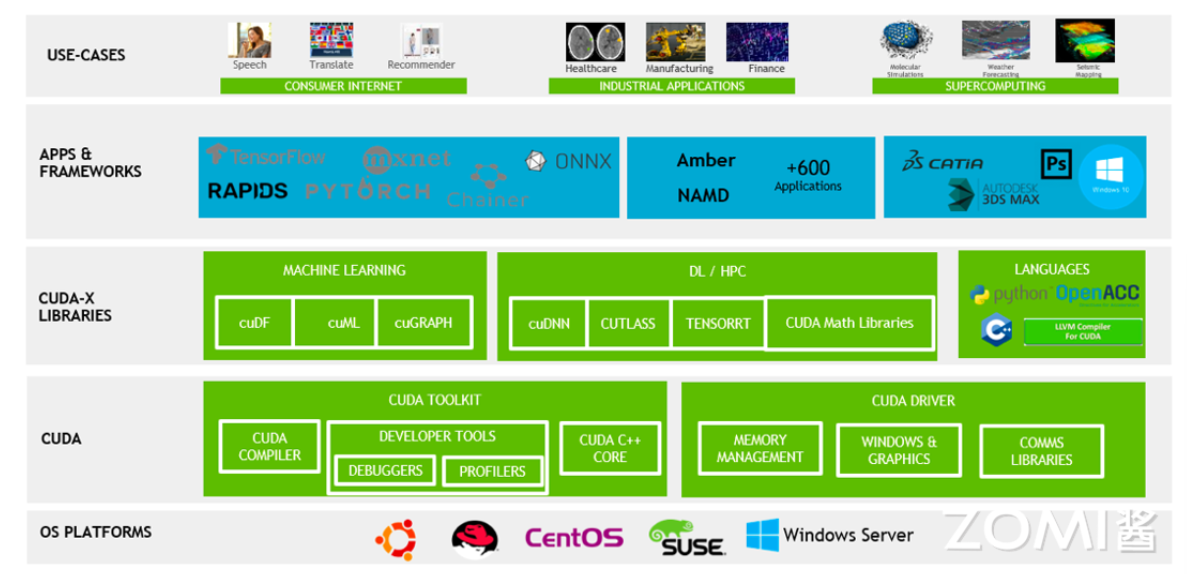 USE-CASES
Speech
Translate
Recommender
CONSUMER INTERNET
Healthcare
Manufacturing
Finance
INDUSTRIAL APPLICATIONS
Molecular
Simulations
Weather
Forecasting
Seismic
Mapping
SUPERCOMPUTING
APPS &
FRAMEWORKS
TensorFlow
mxnet
ONNX
RAPIDS
PYTORCH
Chainer
Amber
NAMD
+600
Applications
CATIA
Ps
AUTODESK
3DS MAX
Windows 10
CUDA-X
LIBRARIES
MACHINE LEARNING
cuDF
cuML
cuGRAPH
DL / HPC
cuDNN
CUTLASS
TENSORRT
CUDA Math Libraries
LANGUAGES
python
OpenACC
C++
LLVM Compiler
For CUDA
CUDA
CUDA TOOLKIT
CUDA
COMPILER
DEVELOPER TOOLS
DEBUGGERS
PROFILERS
CUDA C++
CORE
CUDA DRIVER
MEMORY
MANAGEMENT
WINDOWS &
GRAPHICS
COMMS
LIBRARIES
OS PLATFORMS
CentOS
SUSE
Windows Server
ZOMI酱